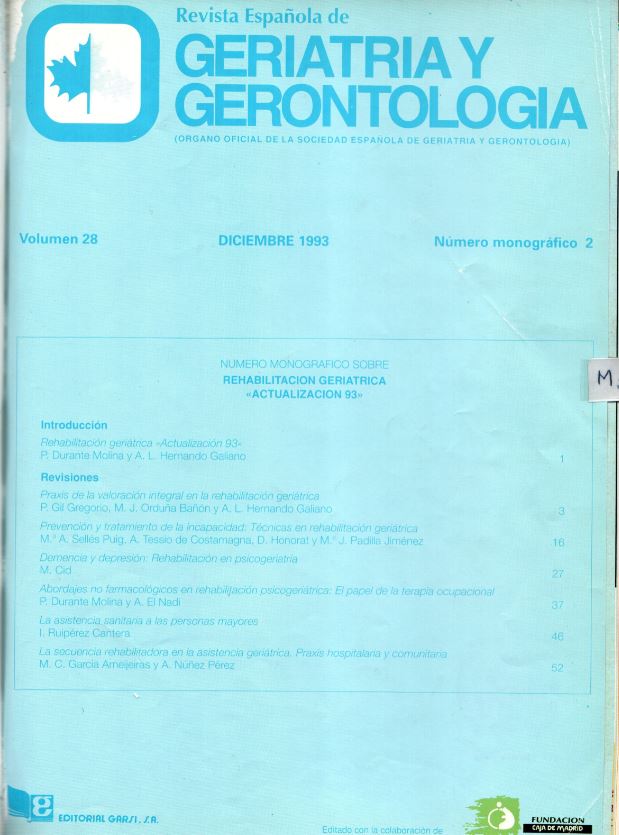 Revista Española de
GERIATRIA Y
GERONTOLOGIA
(ORGANO OFICIAL DE LA SOCIEDAD ESPAÑOLA DE GERIATRIA Y GERONTOLOGIA)
Volumen 28 DICIEMBRE 1993 Número monográfico 2
NUMERO MONOGRAFICO SOBRE
REHABILITACION GERIATRICA
«ACTUALIZACION 93»
M.
Introducción
Rehabilitación geriátrica «Actualización 93»
P. Durante Molina y A. L. Hernando Galiano 1
Revisiones
Praxis de la valoración integral en la rehabilitación geriátrica
P. Gil Gregorio, M. J. Orduña Bañón y A. L. Hernando Galiano 3
Prevención y tratamiento de la incapacidad: Técnicas en rehabilitación geriátrica
M.ª A. Sellés Puig, A. Tessio de Costamagna, D. Honorat y M.ª J. Padilla Jiménez 16
Demencia y depresión: Rehabilitación en psicogeriatría
M. Cid 27
Abordajes no farmacológicos en rehabilitación psicogeriátrica: El papel de la terapia ocupacional
P. Durante Molina y A. El Nadi 37
La asistencia sanitaria a las personas mayores
I. Ruipérez Cantera 46
La secuencia rehabilitadora en la asistencia geriátrica. Praxis hospitalaria y comunitaria
M. C. García Ameijeiras y A. Núñez Pérez 52
EDITORIAL GARSI, S.A.
Editado con la colaboración de
FUNDACION
CAJA DE MADRID